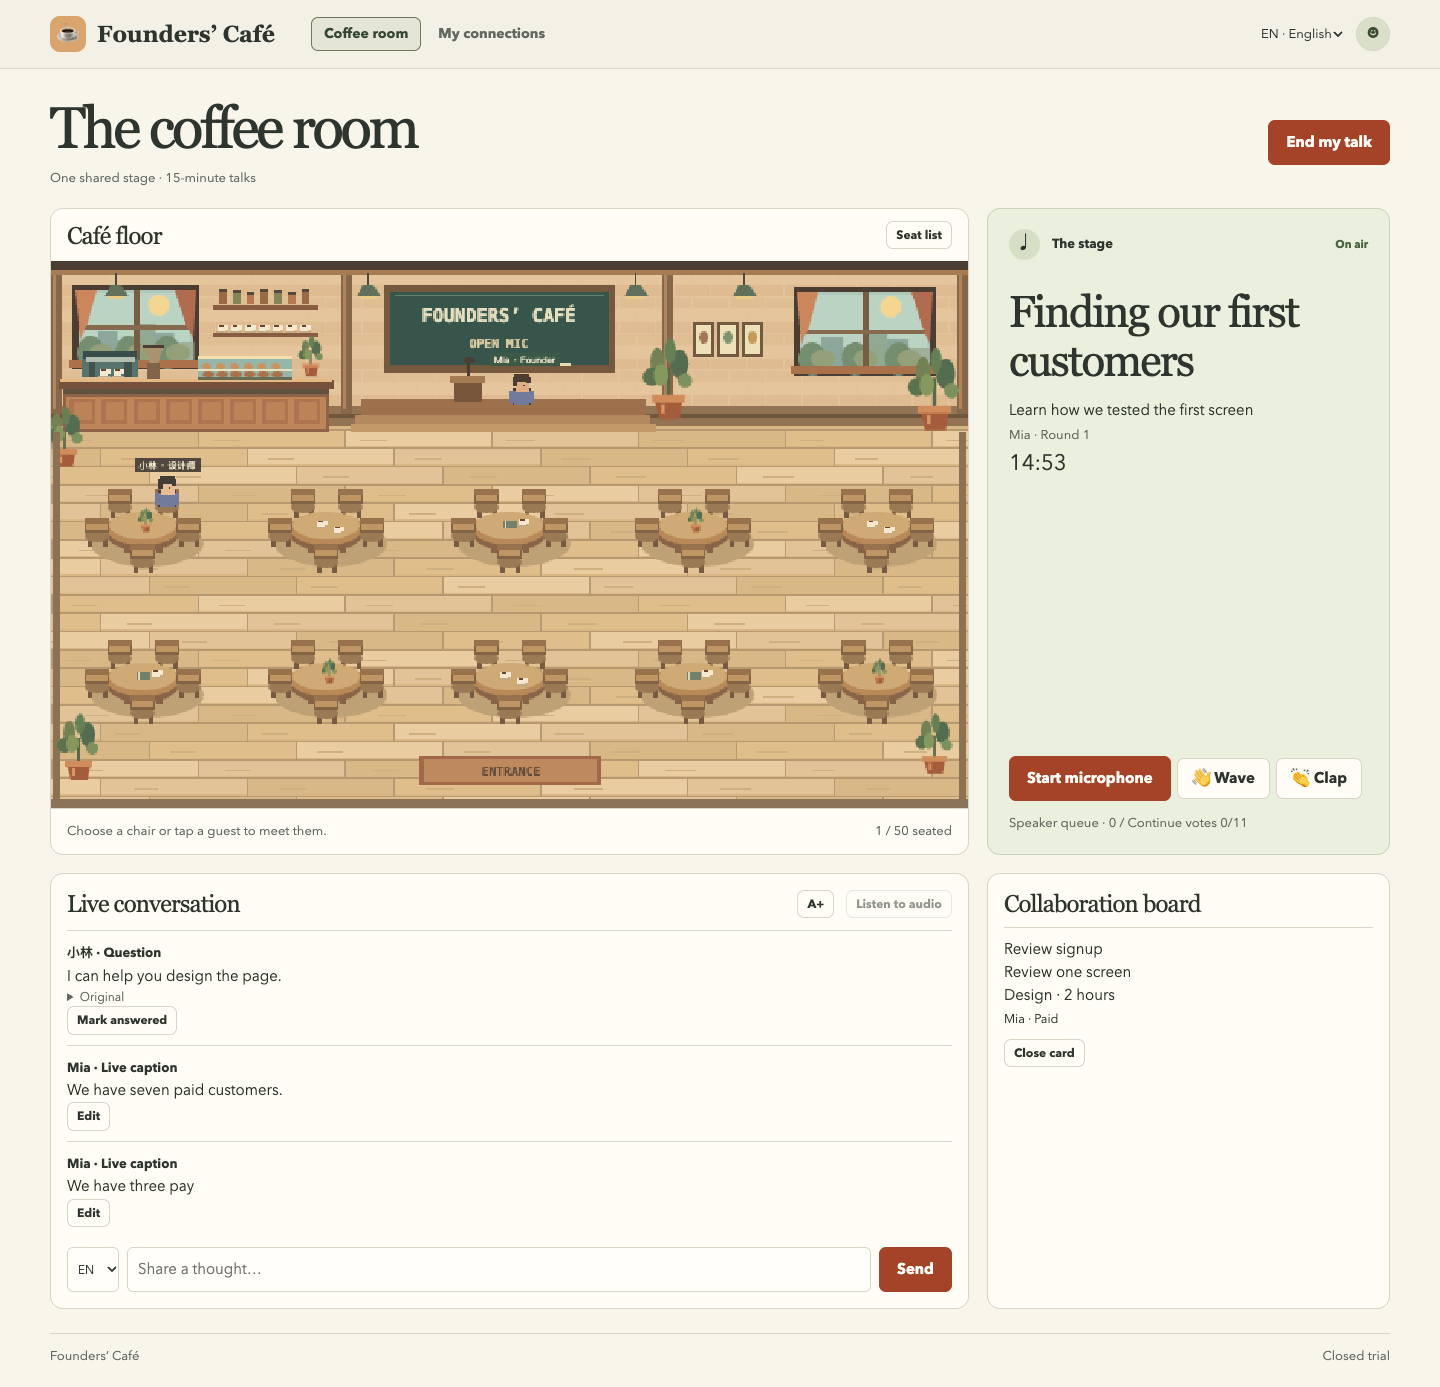 Founders’ Café
Coffee room
My connections
EN · English
The coffee room
One shared stage · 15-minute talks
End my talk
Café floor
Seat list
FOUNDERS’ CAFÉ
OPEN MIC
Mia · Founder
小林 · 设计师
ENTRANCE
Choose a chair or tap a guest to meet them.
1 / 50 seated
The stage
On air
Finding our first
customers
Learn how we tested the first screen
Mia · Round 1
14:53
Start microphone
Wave
Clap
Speaker queue · 0 / Continue votes 0/11
Live conversation
A+
Listen to audio
小林 · Question
I can help you design the page.
Original
Mark answered
Mia · Live caption
We have seven paid customers.
Edit
Mia · Live caption
We have three pay
Edit
EN
Share a thought…
Send
Collaboration board
Review signup
Review one screen
Design · 2 hours
Mia · Paid
Close card
Founders’ Café
Closed trial